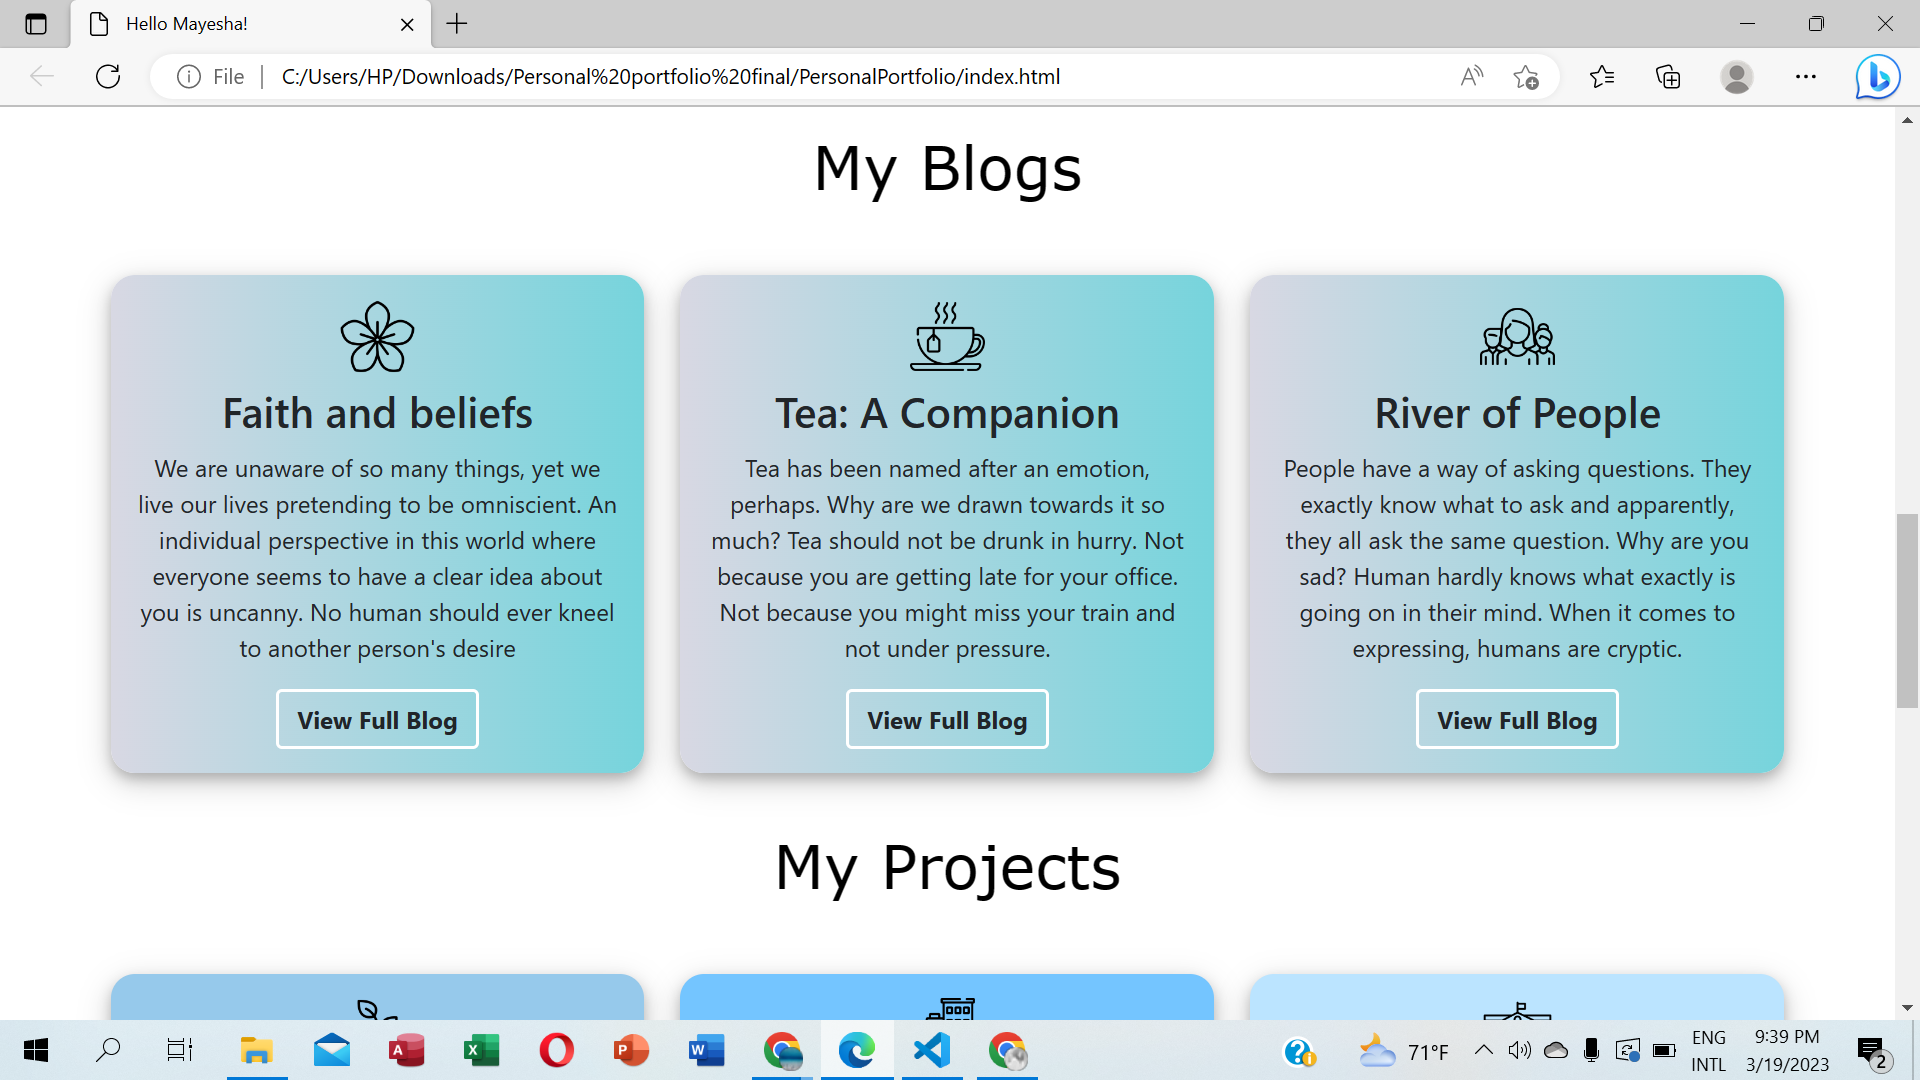 Hello Mayesha!
File
C:/Users/HP/Downloads/Personal%20portfolio%20final/PersonalPortfolio/index.html
My Blogs
Faith and beliefs
We are unaware of so many things, yet we
live our lives pretending to be omniscient. An
individual perspective in this world where
everyone seems to have a clear idea about
you is uncanny. No human should ever kneel
to another person's desire
View Full Blog
Tea: A Companion
Tea has been named after an emotion,
perhaps. Why are we drawn towards it so
much? Tea should not be drunk in hurry. Not
because you are getting late for your office.
Not because you might miss your train and
not under pressure.
View Full Blog
River of People
People have a way of asking questions. They
exactly know what to ask and apparently,
they all ask the same question. Why are you
sad? Human hardly knows what exactly is
going on in their mind. When it comes to
expressing, humans are cryptic.
View Full Blog
My Projects
71°F
ENG
INTL
9:39 PM
3/19/2023
2